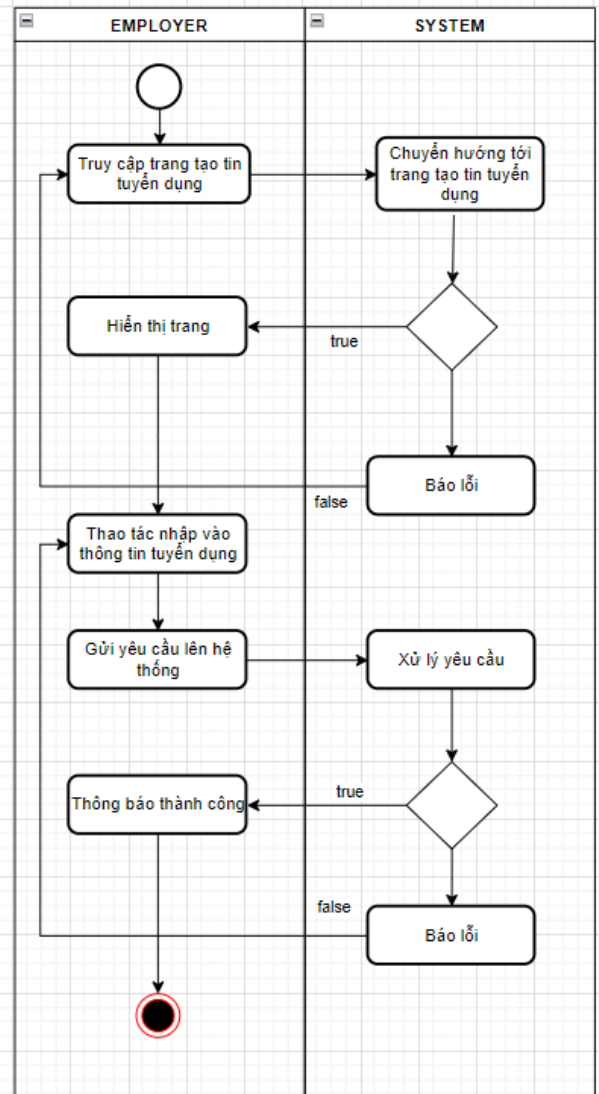 EMPLOYER
SYSTEM
Truy cập trang tạo tin
tuyển dụng
Chuyển hướng tới
trang tạo tin tuyển
dụng
Hiển thị trang
true
Báo lỗi
false
Thao tác nhập vào
thông tin tuyển dụng
Gửi yêu cầu lên hệ
thống
Xử lý yêu cầu
Thông báo thành công
true
false
Báo lỗi